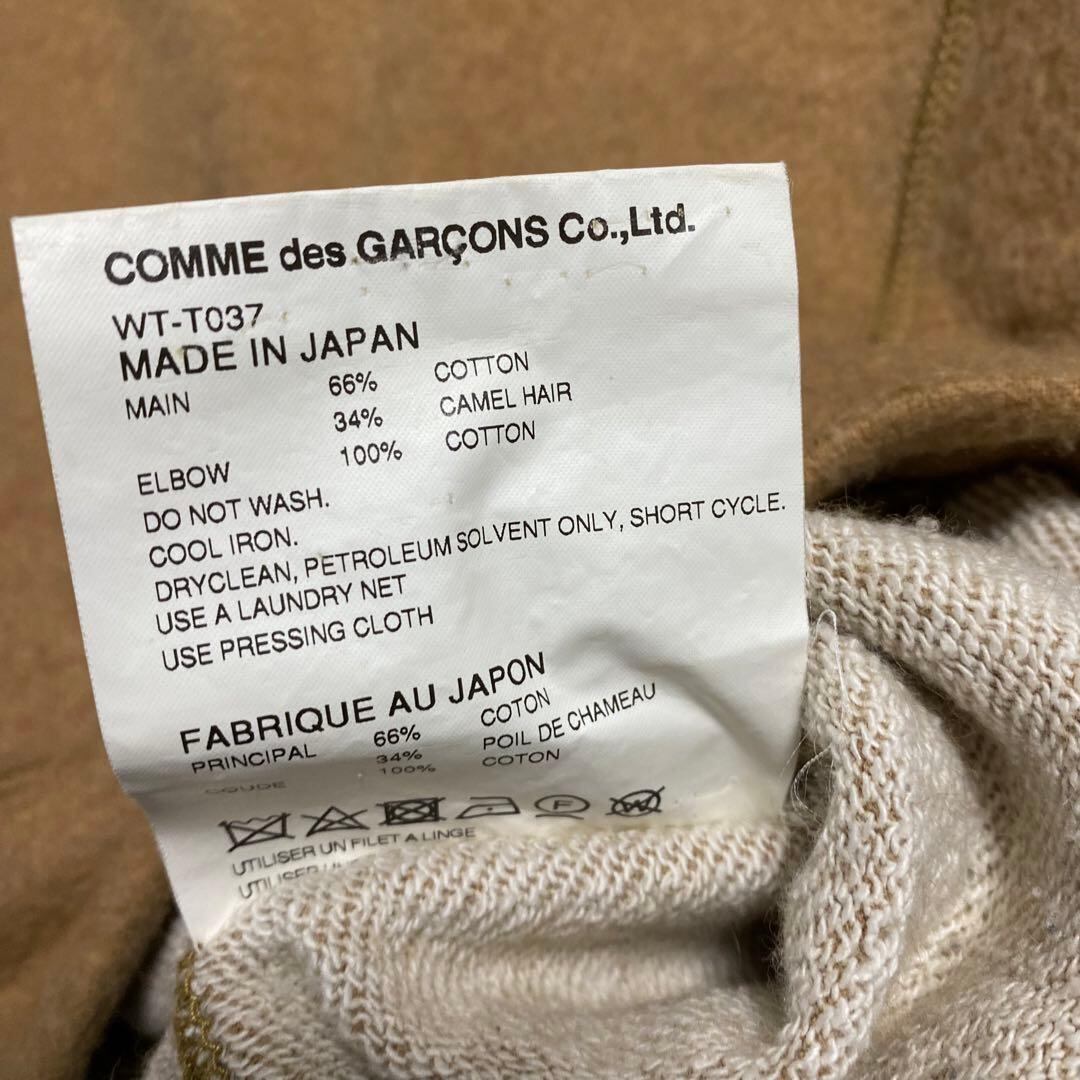 COMME des GARÇONS Co.,Ltd.
WT-T037
MADE IN JAPAN
MAIN 66% COTTON
34% CAMEL HAIR
ELBOW 100% COTTON
DO NOT WASH.
COOL IRON.
DRYCLEAN, PETROLEUM SOLVENT ONLY, SHORT CYCLE.
USE A LAUNDRY NET
USE PRESSING CLOTH
FABRIQUE AU JAPON
PRINCIPAL 66% COTON
34% POIL DE CHAMEAU
COUDE 100% COTON
F W
UTILISER UN FILET A LINGE